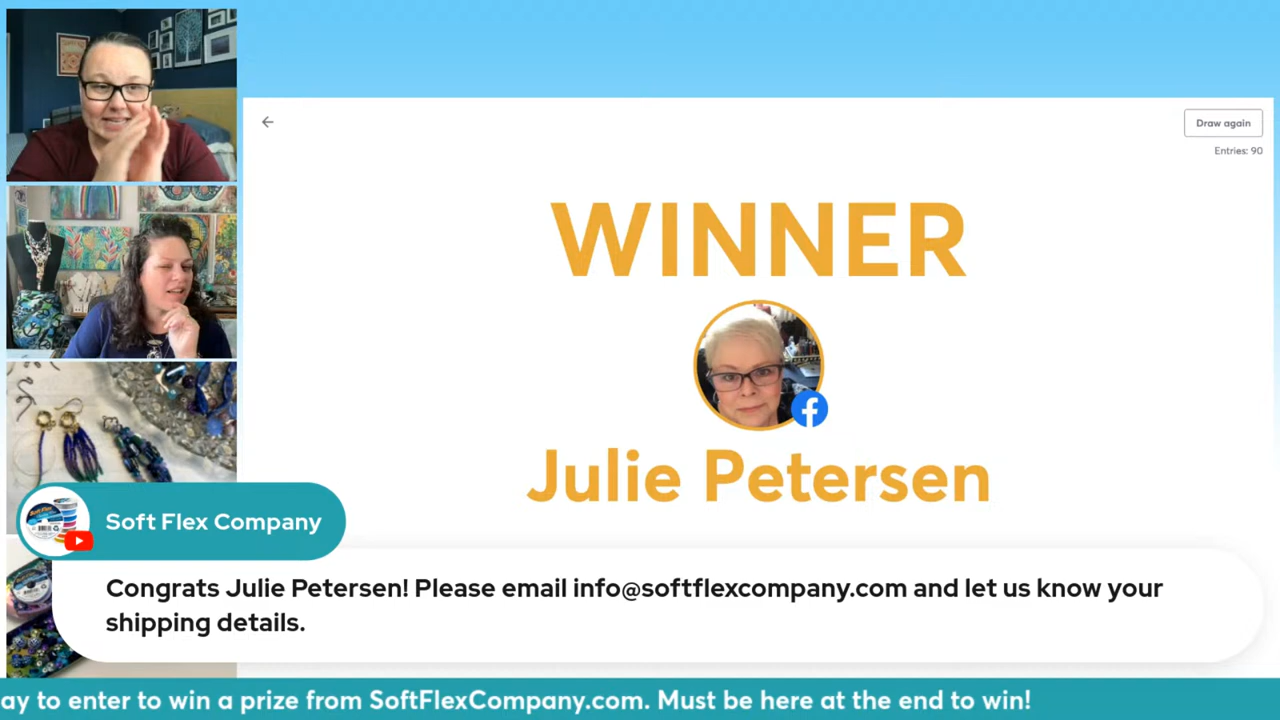 Draw again
Entries: 90
WINNER
Julie Petersen
Soft Flex Company
Congrats Julie Petersen! Please email info@softflexcompany.com and let us know your
shipping details.
ay to enter to win a prize from SoftFlexCompany.com. Must be here at the end to win!